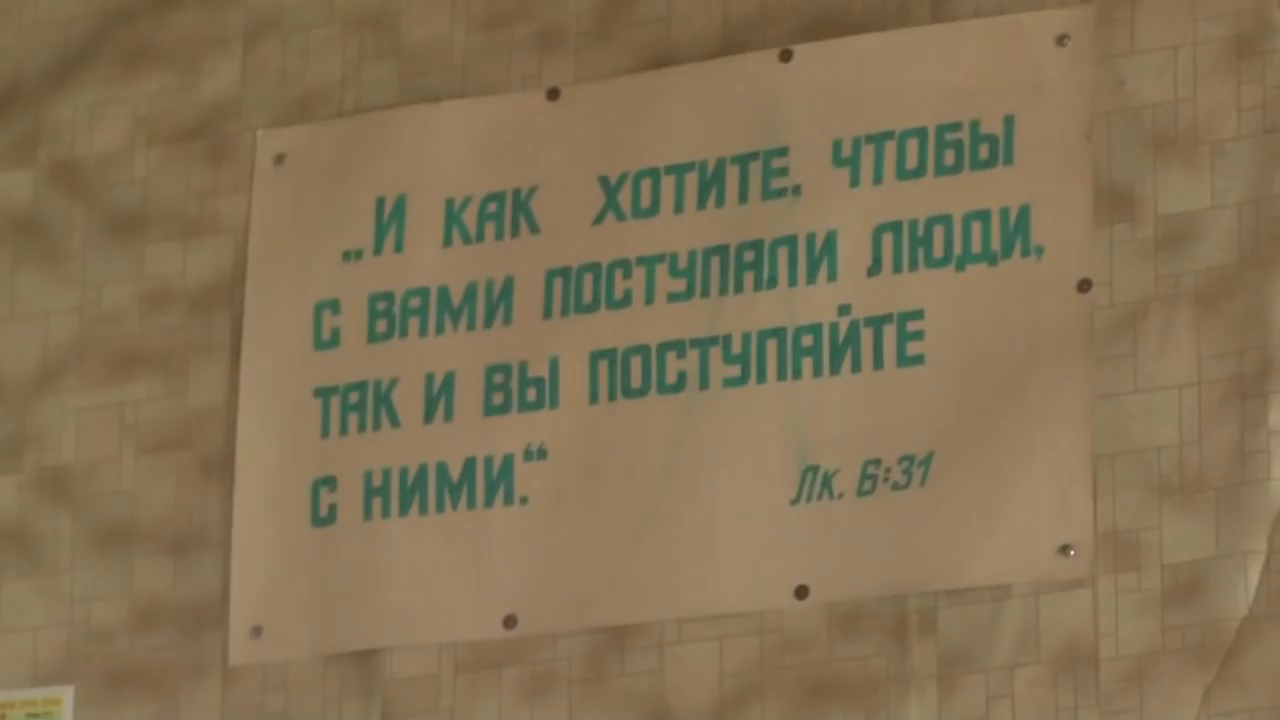 „И КАК ХОТИТЕ, ЧТОБЫ
С ВАМИ ПОСТУПАЛИ ЛЮДИ,
ТАК И ВЫ ПОСТУПАЙТЕ
С НИМИ.“
Лк. 6:31